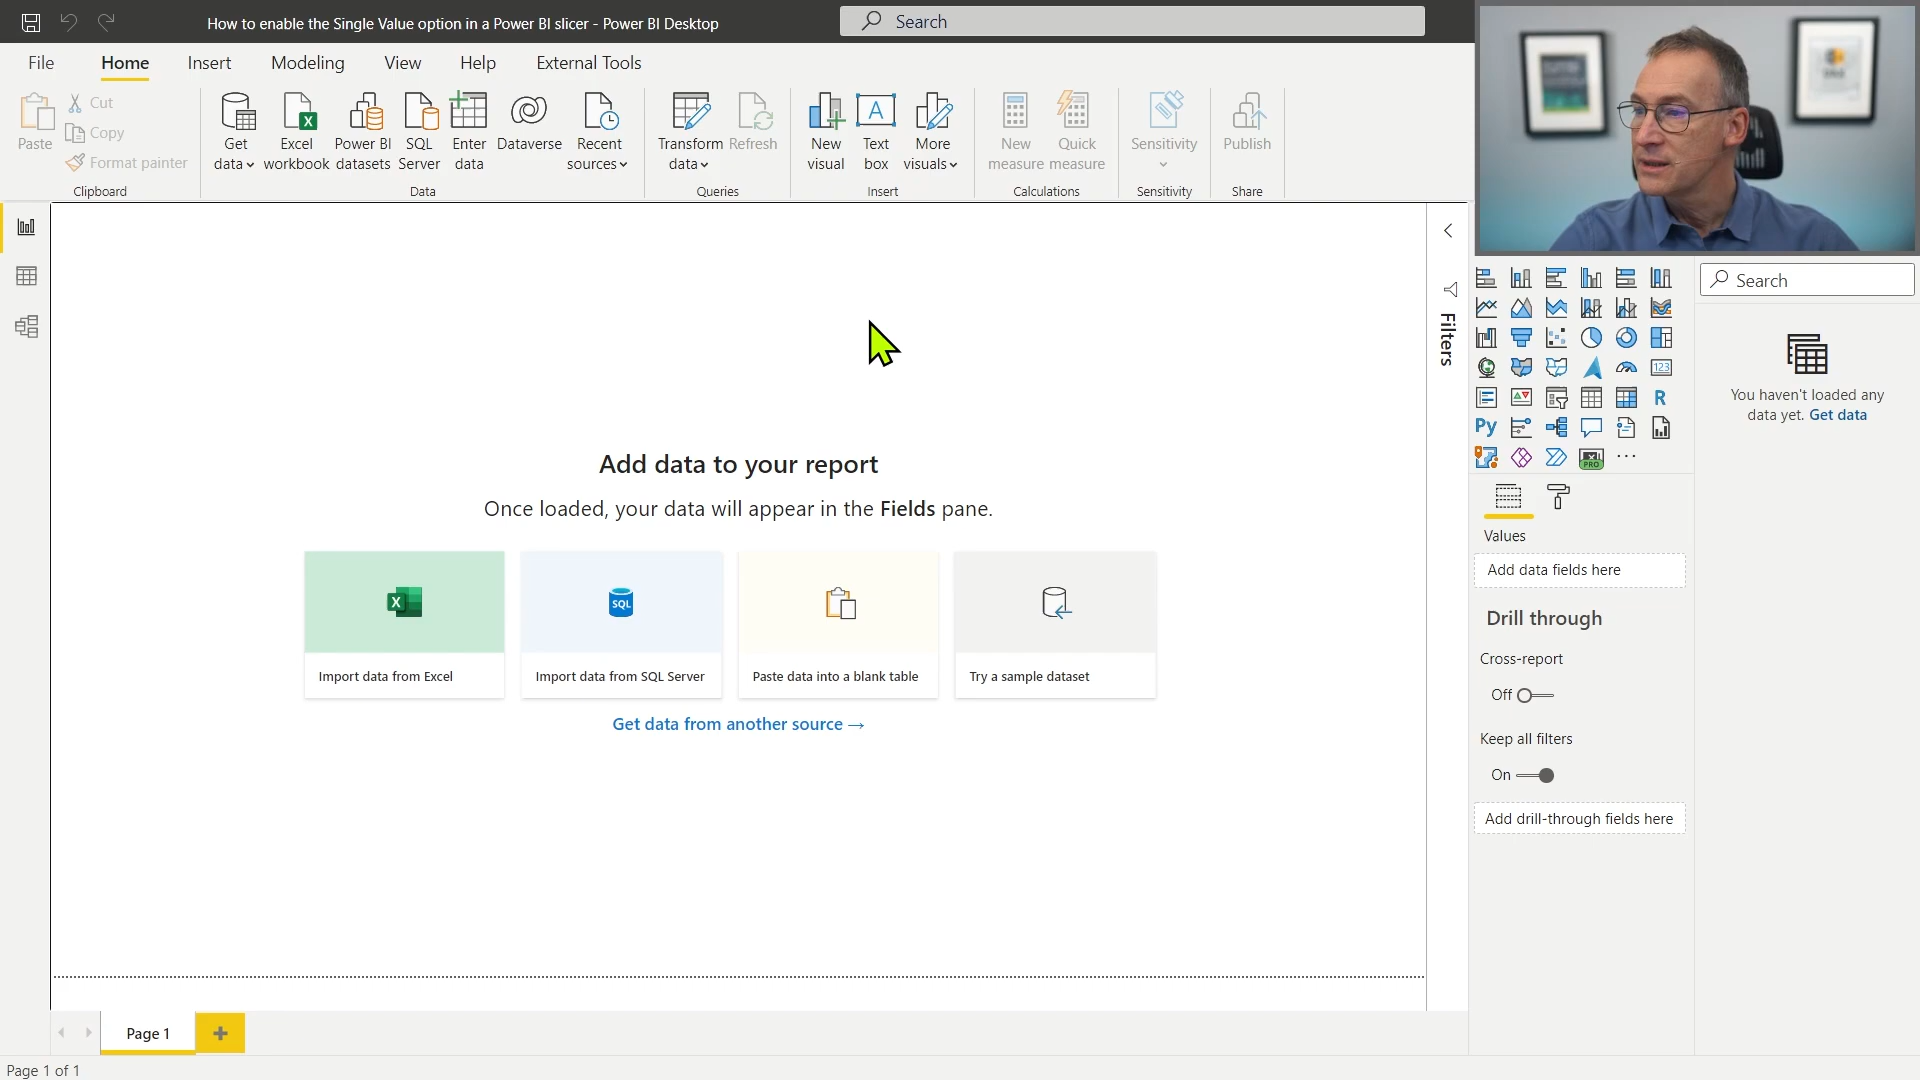 How to enable the Single Value option in a Power BI slicer - Power BI Desktop
Search
File
Home
Insert
Modeling
View
Help
External Tools
Paste
Cut
Copy
Format painter
Clipboard
Get
data
Excel
workbook
Power BI
datasets
SQL
Server
Enter
data
Dataverse
Recent
sources
Data
Transform
data
Refresh
Queries
New
visual
Text
box
More
visuals
Insert
New
measure
Quick
measure
Calculations
Sensitivity
Sensitivity
Publish
Share
Filters
Search
You haven't loaded any
data yet. Get data
123
R
Py
PRO
Values
Add data fields here
Drill through
Cross-report
Off
Keep all filters
On
Add drill-through fields here
Add data to your report
Once loaded, your data will appear in the Fields pane.
SQL
Import data from Excel
Import data from SQL Server
Paste data into a blank table
Try a sample dataset
Get data from another source →
Page 1
Page 1 of 1